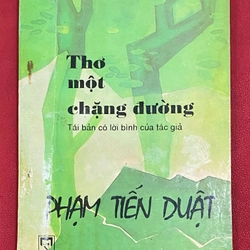 Thơ
một
chặng đường
Tái bản có lời bình của tác giả
PHẠM TIẾN DUẬT